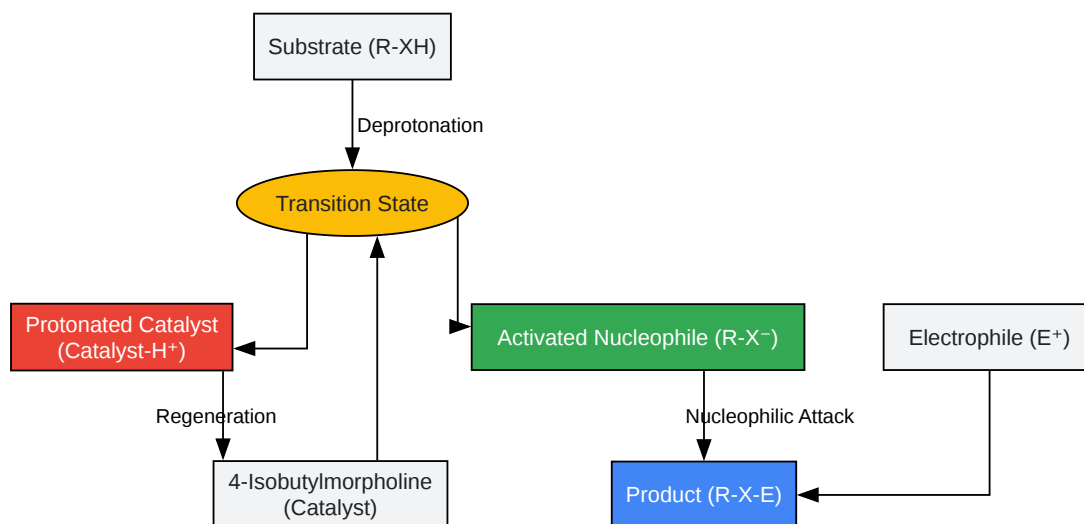 Substrate (R-XH)
Deprotonation
Transition State
Protonated Catalyst
(Catalyst-H⁺)
Activated Nucleophile (R-X⁻)
Electrophile (E⁺)
Regeneration
Nucleophilic Attack
4-Isobutylmorpholine
(Catalyst)
Product (R-X-E)